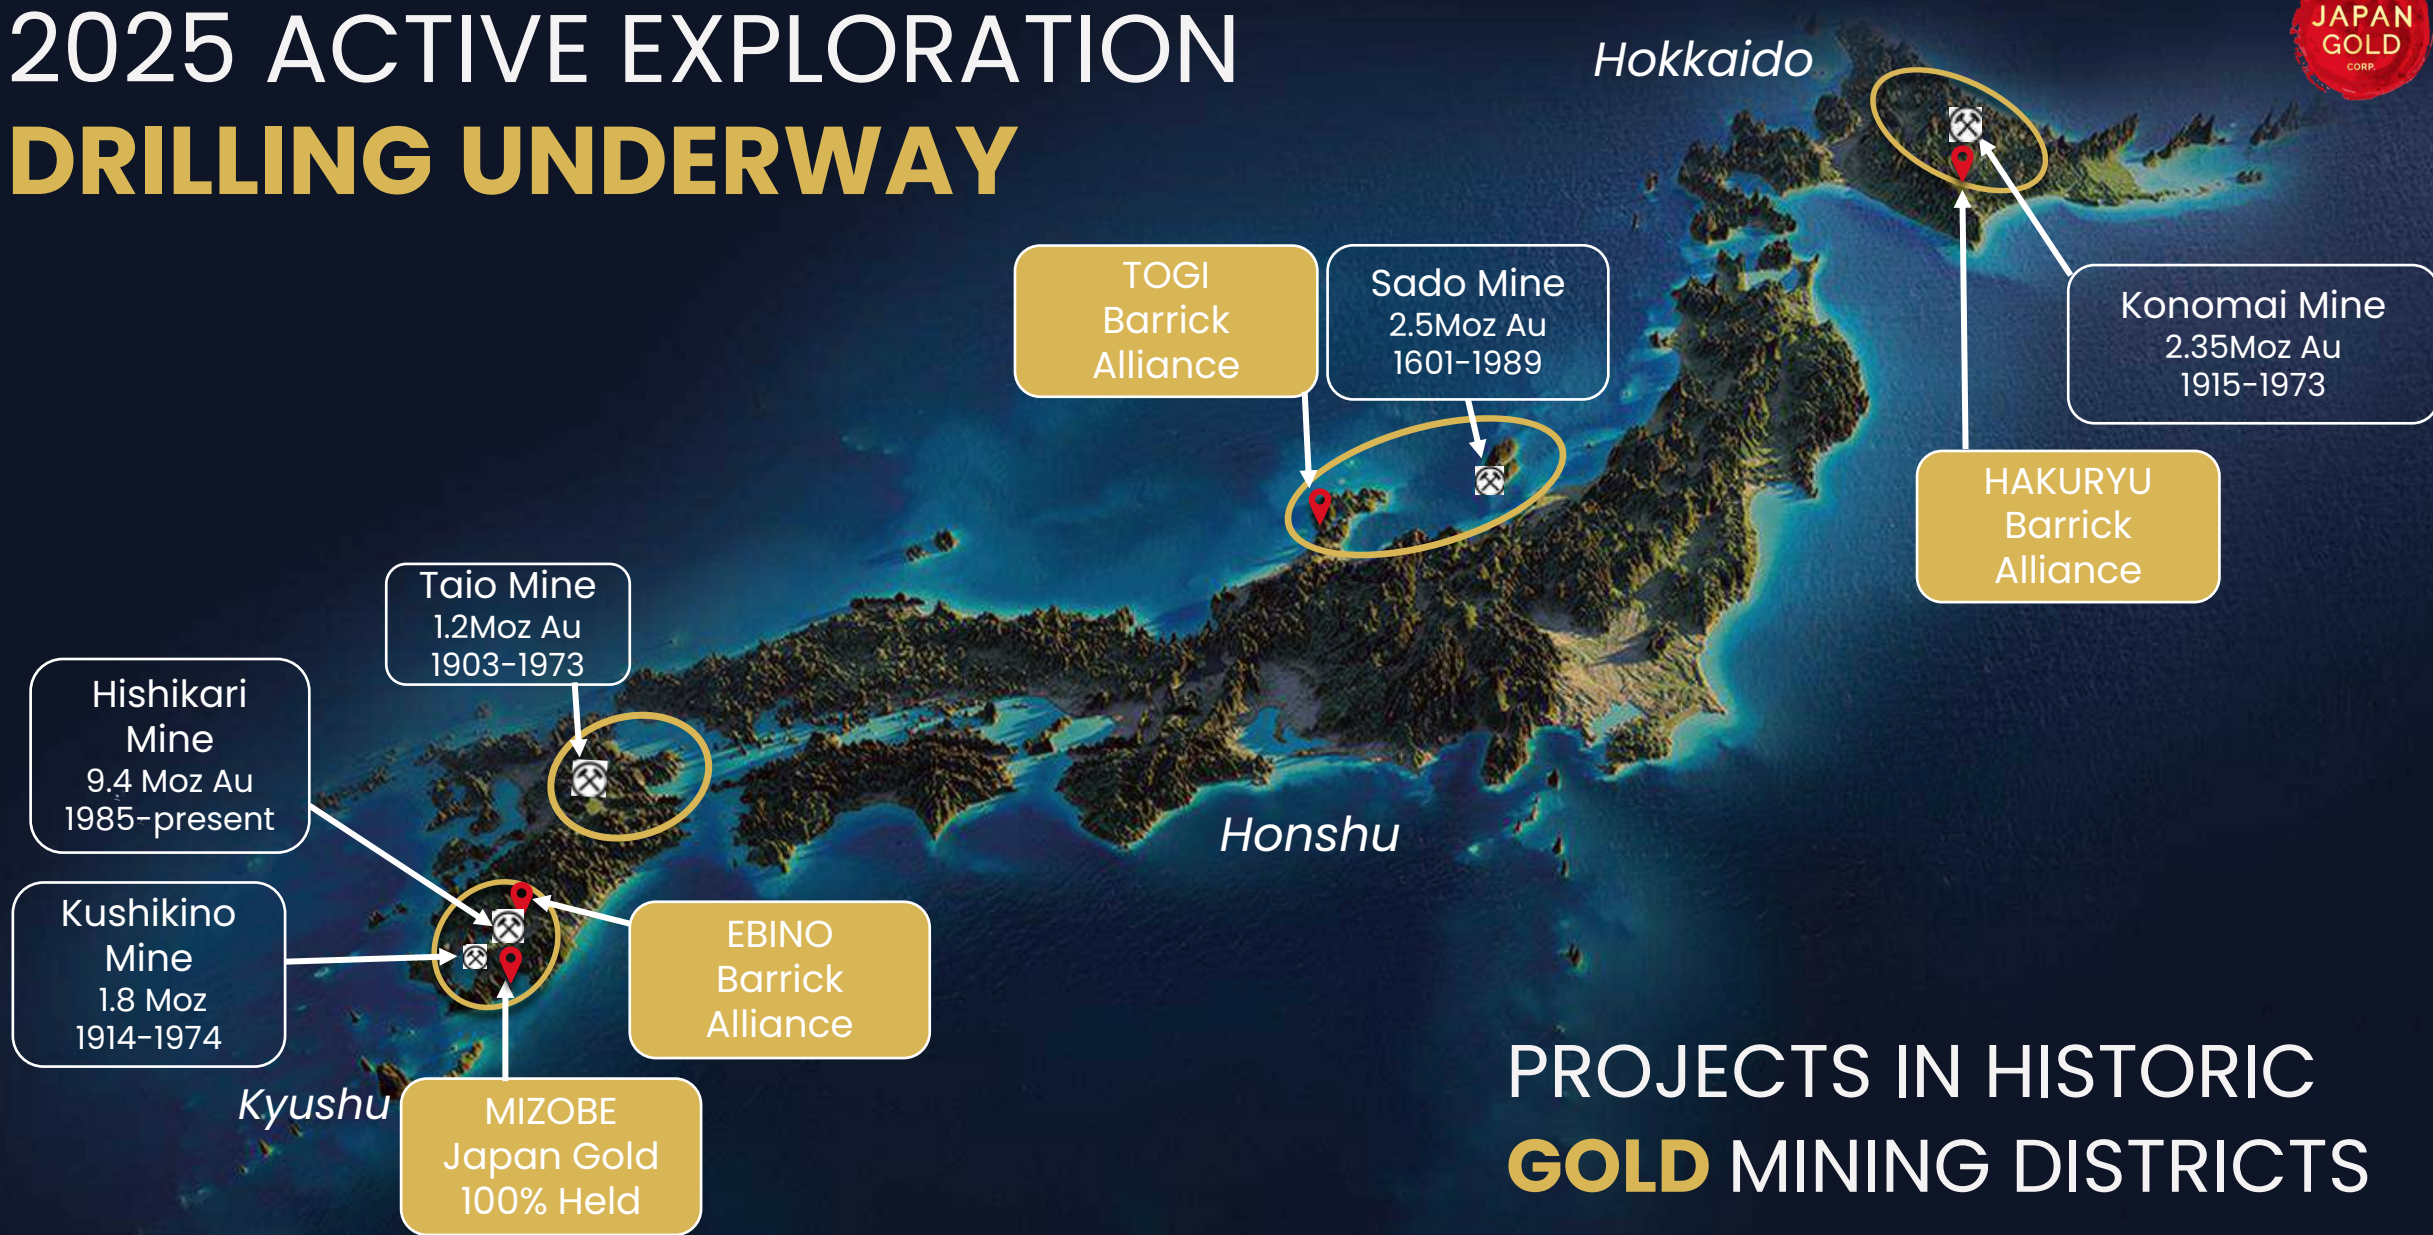 2025 ACTIVE EXPLORATION
DRILLING UNDERWAY
JAPAN
GOLD
CORP.
Hokkaido
TOGI
Barrick
Alliance
Sado Mine
2.5Moz Au
1601-1989
Konomai Mine
2.35Moz Au
1915-1973
HAKURYU
Barrick
Alliance
Taio Mine
1.2Moz Au
1903-1973
Hishikari
Mine
9.4 Moz Au
1985-present
Honshu
Kushikino
Mine
1.8 Moz
1914-1974
EBINO
Barrick
Alliance
Kyushu
MIZOBE
Japan Gold
100% Held
PROJECTS IN HISTORIC
GOLD MINING DISTRICTS